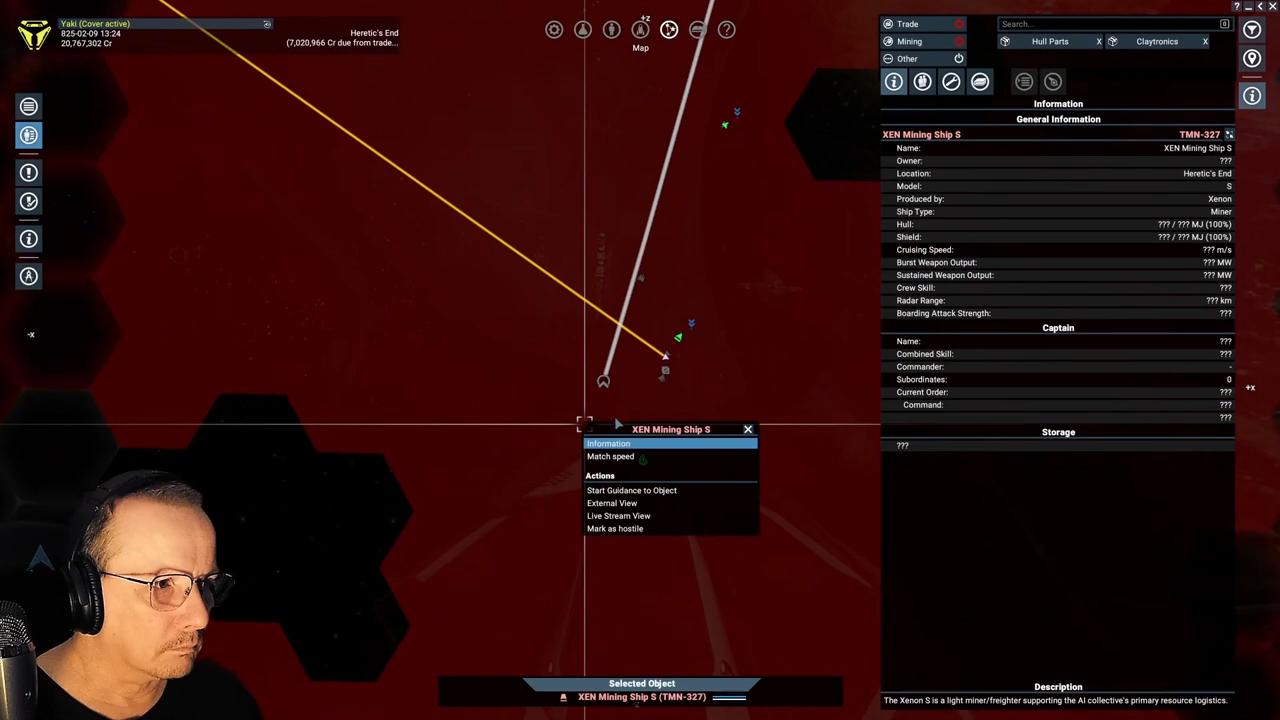 Yaki (Cover active)
825-02-09 13:24
20,767,302 Cr
Heretic's End
(7,020,966 Cr due from trade...
+z
?
Map
-x
+x
XEN Mining Ship S
X
Information
Match speed
Actions
Start Guidance to Object
External View
Live Stream View
Mark as hostile
Selected Object
XEN Mining Ship S (TMN-327)
-z
? X
Trade
Mining
Other
Search...
0
Hull Parts X
Claytronics X
Information
General Information
XEN Mining Ship S TMN-327
Name: XEN Mining Ship S
Owner: ???
Location: Heretic's End
Model: S
Produced by: Xenon
Ship Type: Miner
Hull: ??? / ??? MJ (100%)
Shield: ??? / ??? MJ (100%)
Cruising Speed: ??? m/s
Burst Weapon Output: ??? MW
Sustained Weapon Output: ??? MW
Crew Skill: ???
Radar Range: ??? km
Boarding Attack Strength: ???
Captain
Name: ???
Combined Skill: ???
Commander: -
Subordinates: 0
Current Order: ???
Command: ???
???
Storage
???
Description
The Xenon S is a light miner/freighter supporting the AI collective's primary resource logistics.